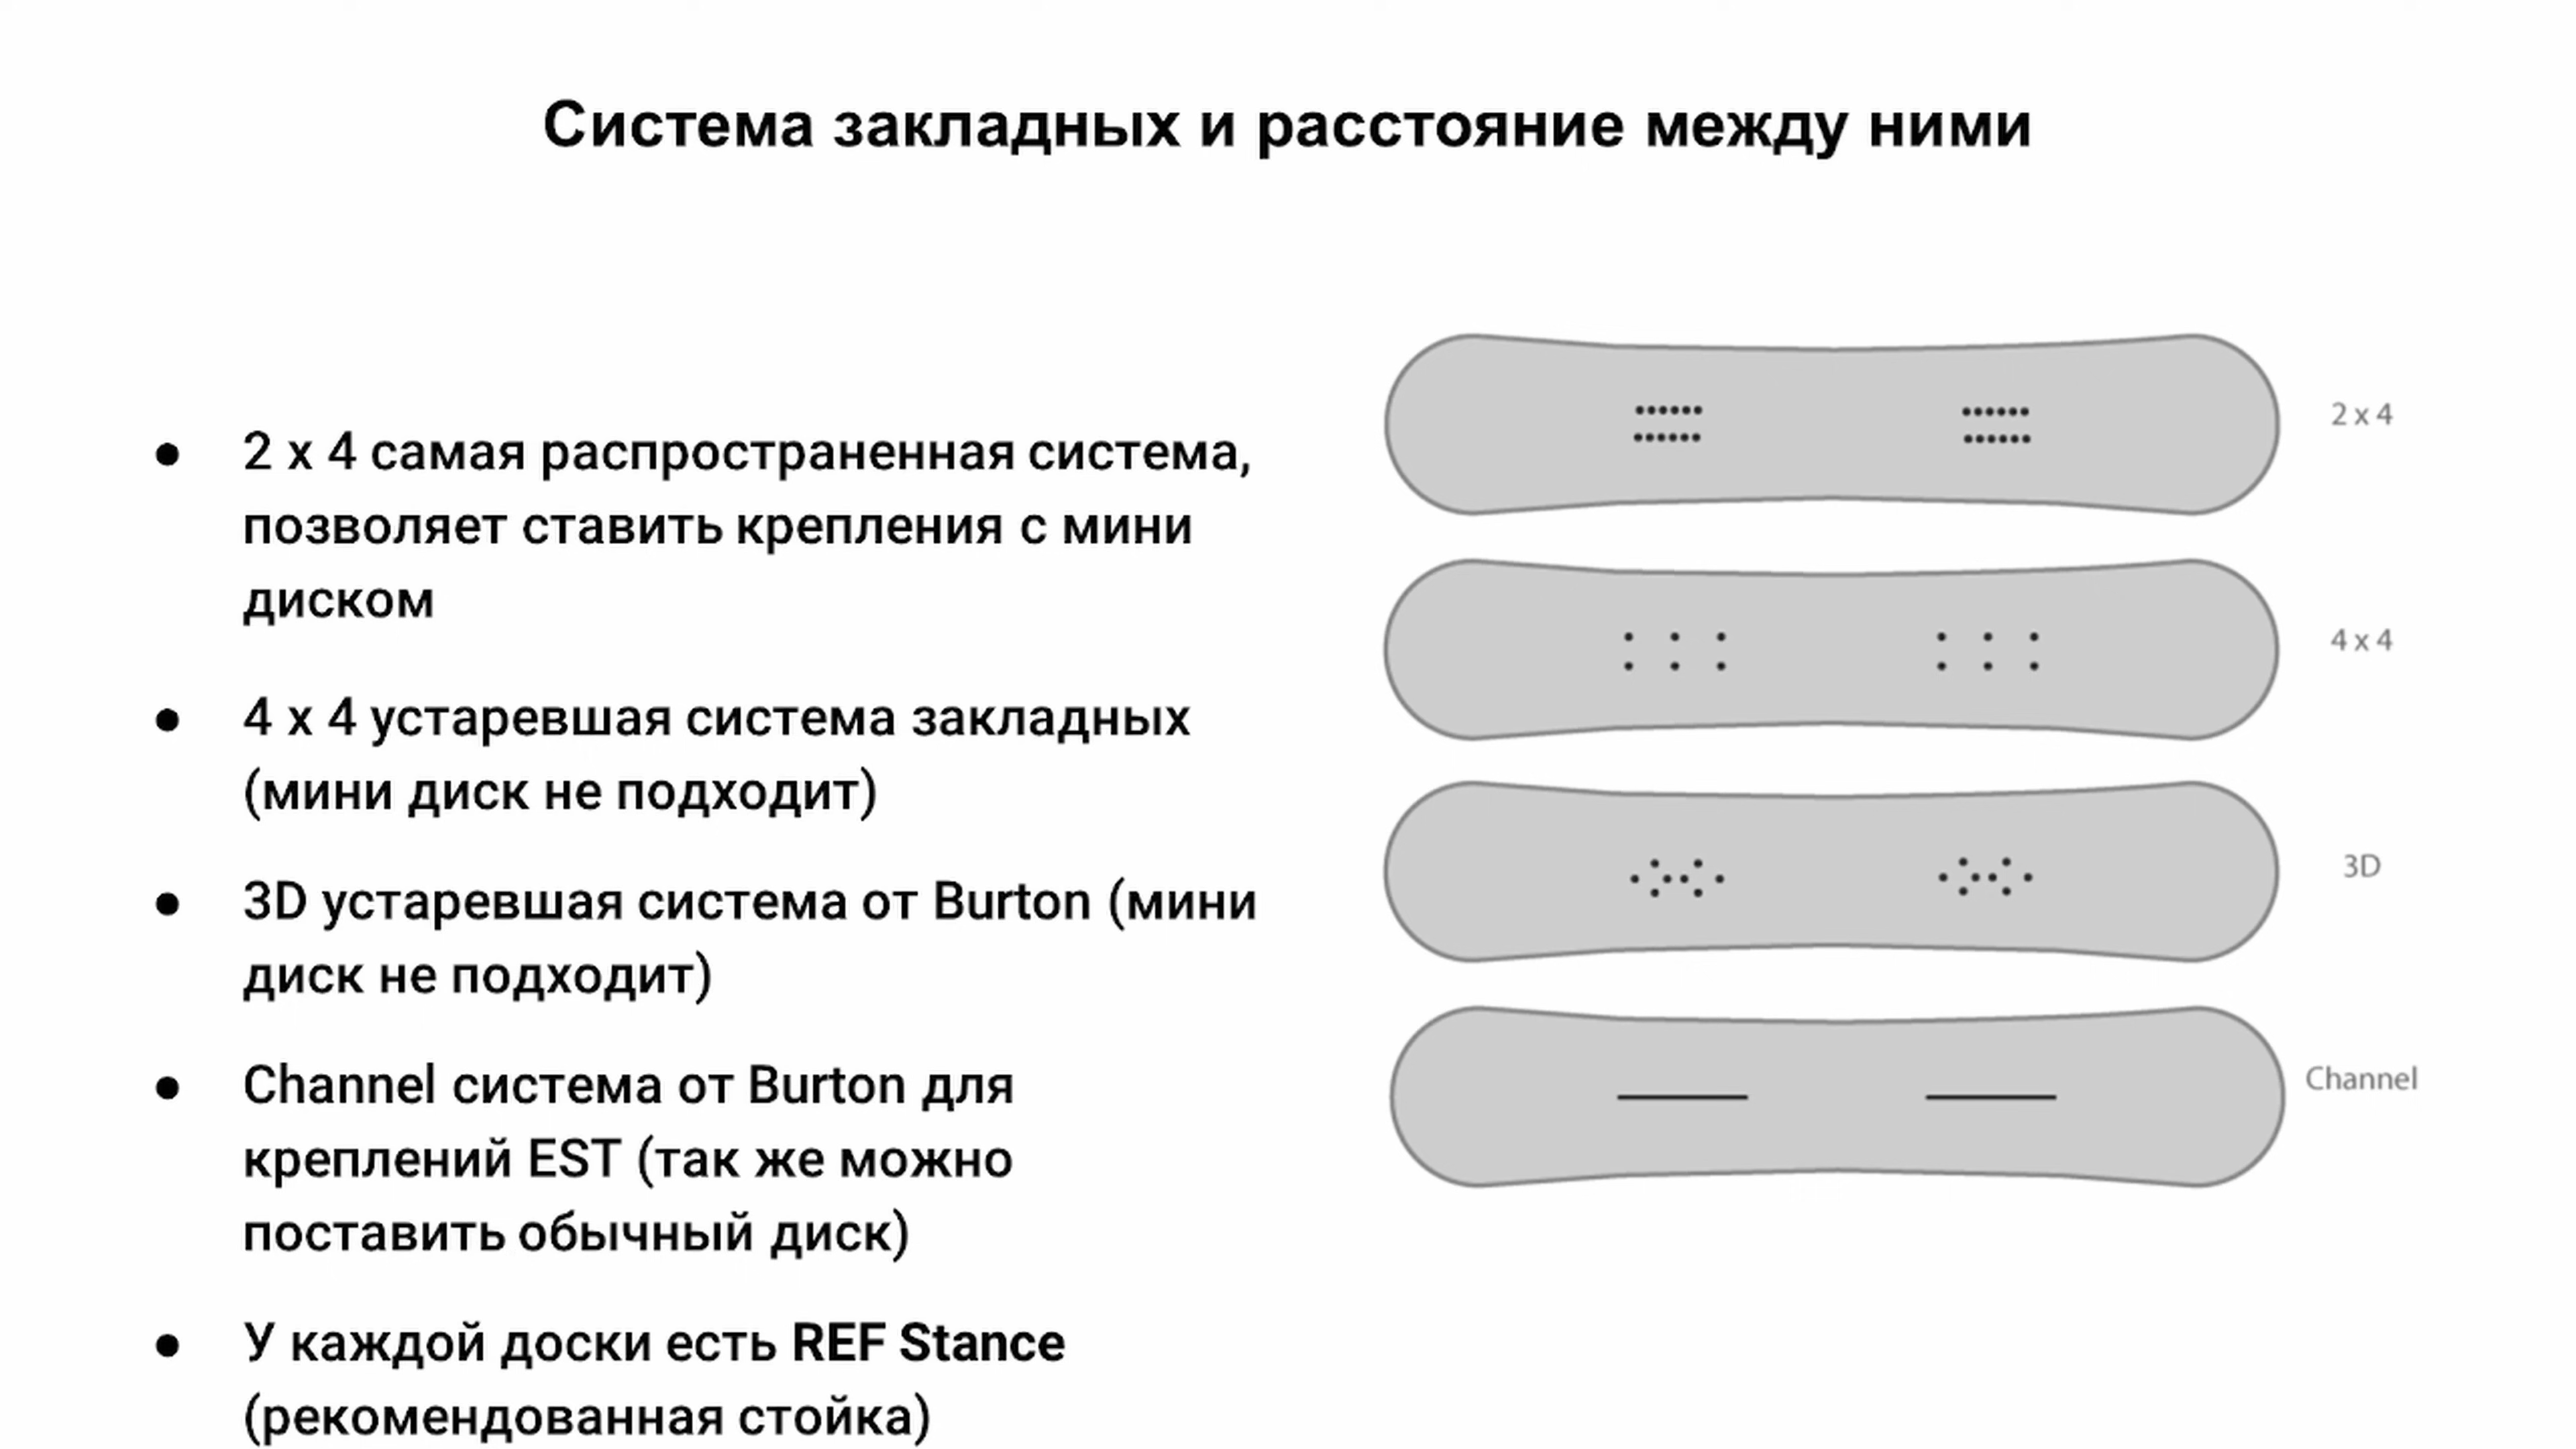 Система закладных и расстояние между ними
2 х 4 самая распространенная система,
позволяет ставить крепления с мини
диском
4 х 4 устаревшая система закладных
(мини диск не подходит)
3D устаревшая система от Burton (мини
диск не подходит)
Channel система от Burton для
креплений EST (так же можно
поставить обычный диск)
У каждой доски есть REF Stance
(рекомендованная стойка)
2 x 4
4 x 4
3D
Channel